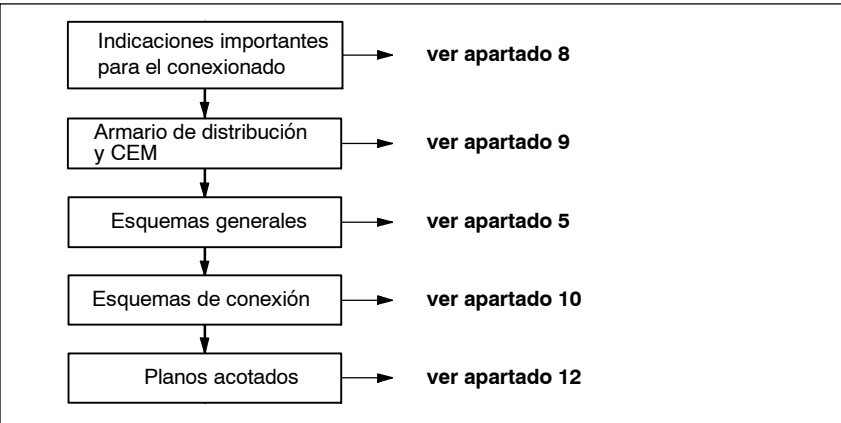 Indicaciones importantes
para el conexionado
ver apartado 8
Armario de distribución
y CEM
ver apartado 9
Esquemas generales
ver apartado 5
Esquemas de conexión
ver apartado 10
Planos acotados
ver apartado 12